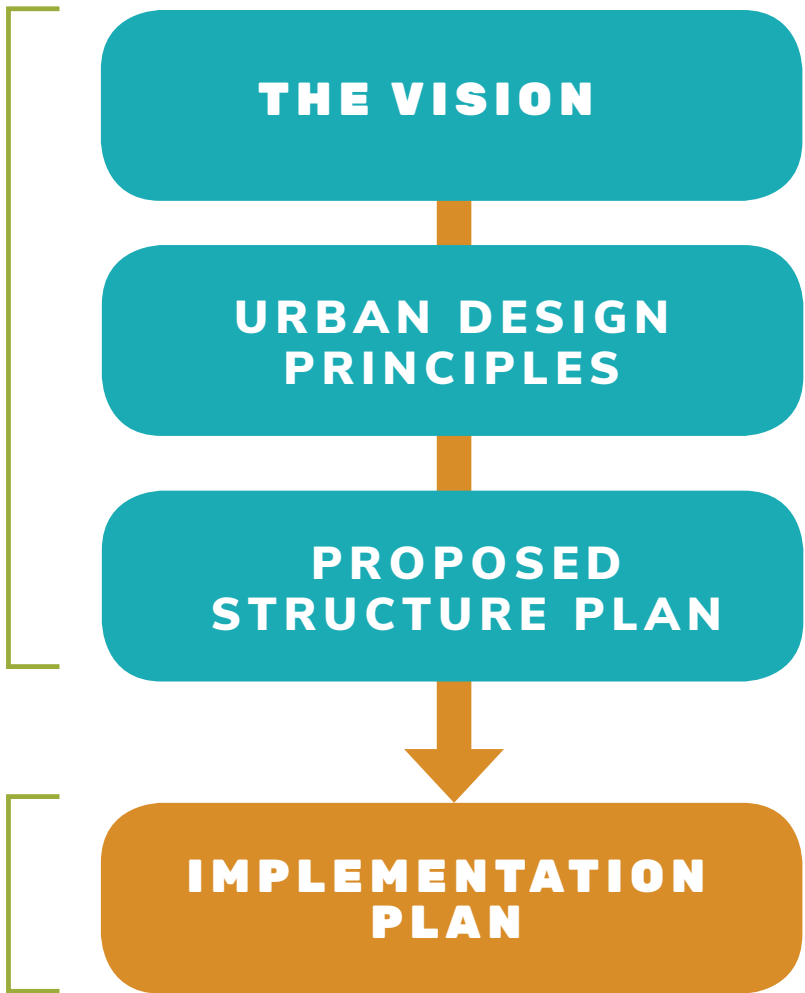 THE VISION
URBAN DESIGN
PRINCIPLES
PROPOSED
STRUCTURE PLAN
IMPLEMENTATION
PLAN